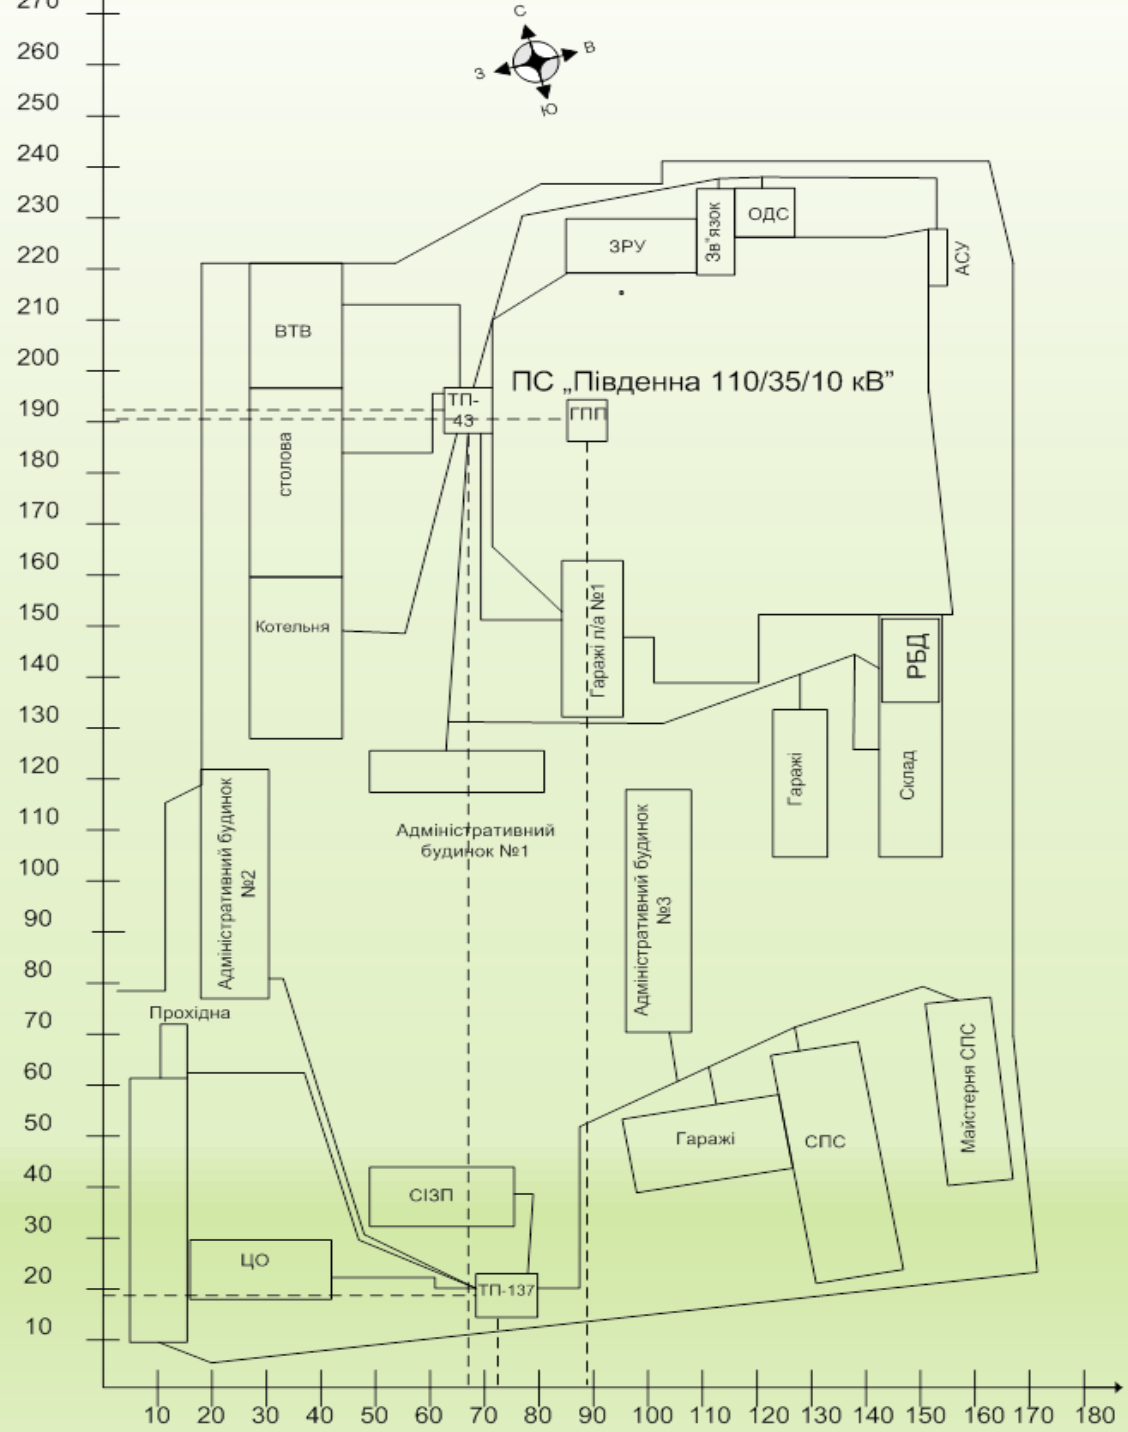 270
260
250
240
230
220
210
200
190
180
170
160
150
140
130
120
110
100
90
80
70
60
50
40
30
20
10
С
В
З
Ю
ЗРУ
Зв"язок
ОДС
АСУ
ВТВ
ПС „Південна 110/35/10 кВ”
ТП-
43
ГПП
столова
Котельня
Гаражі л/а №1
РБД
Гаражі
Склад
Адміністративний
будинок №1
Адміністративний будинок
№2
Адміністративний будинок
№3
Прохідна
Гаражі
СПС
Майстерня СПС
СІЗП
ЦО
ТП-137
10 20 30 40 50 60 70 80 90 100 110 120 130 140 150 160 170 180